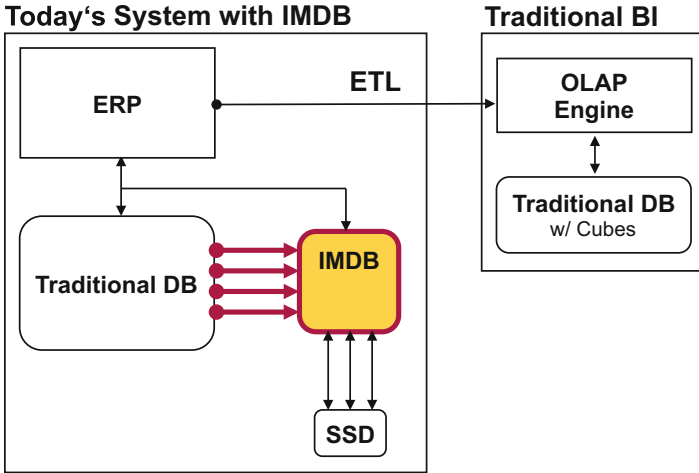 Today‘s System with IMDB
Traditional BI
ERP
ETL
OLAP
Engine
Traditional DB
w/ Cubes
Traditional DB
IMDB
SSD